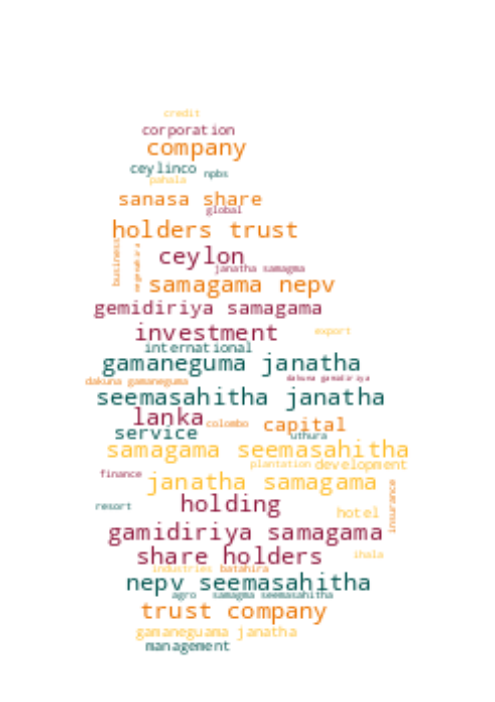 credit
corporation
company
ceylinco
npbs
pahala
sanasa share
global
holders trust
business
ceylon
janatha samagma
samagama nepv
gemidiriya samagama
investment
export
international
gamaneguma janatha
dakuna gamaneguma
dakuna gamidiriya
seemasahitha janatha
lanka
colombo
capital
service
uthura
samagama seemasahitha
plantation
development
finance
janatha samagama
insurance
resort
holding
hotel
gamidiriya samagama
share holders
ihala
industries
batahira
nepv seemasahitha
agro
samagma seemasahitha
trust company
gamaneguama janatha
management